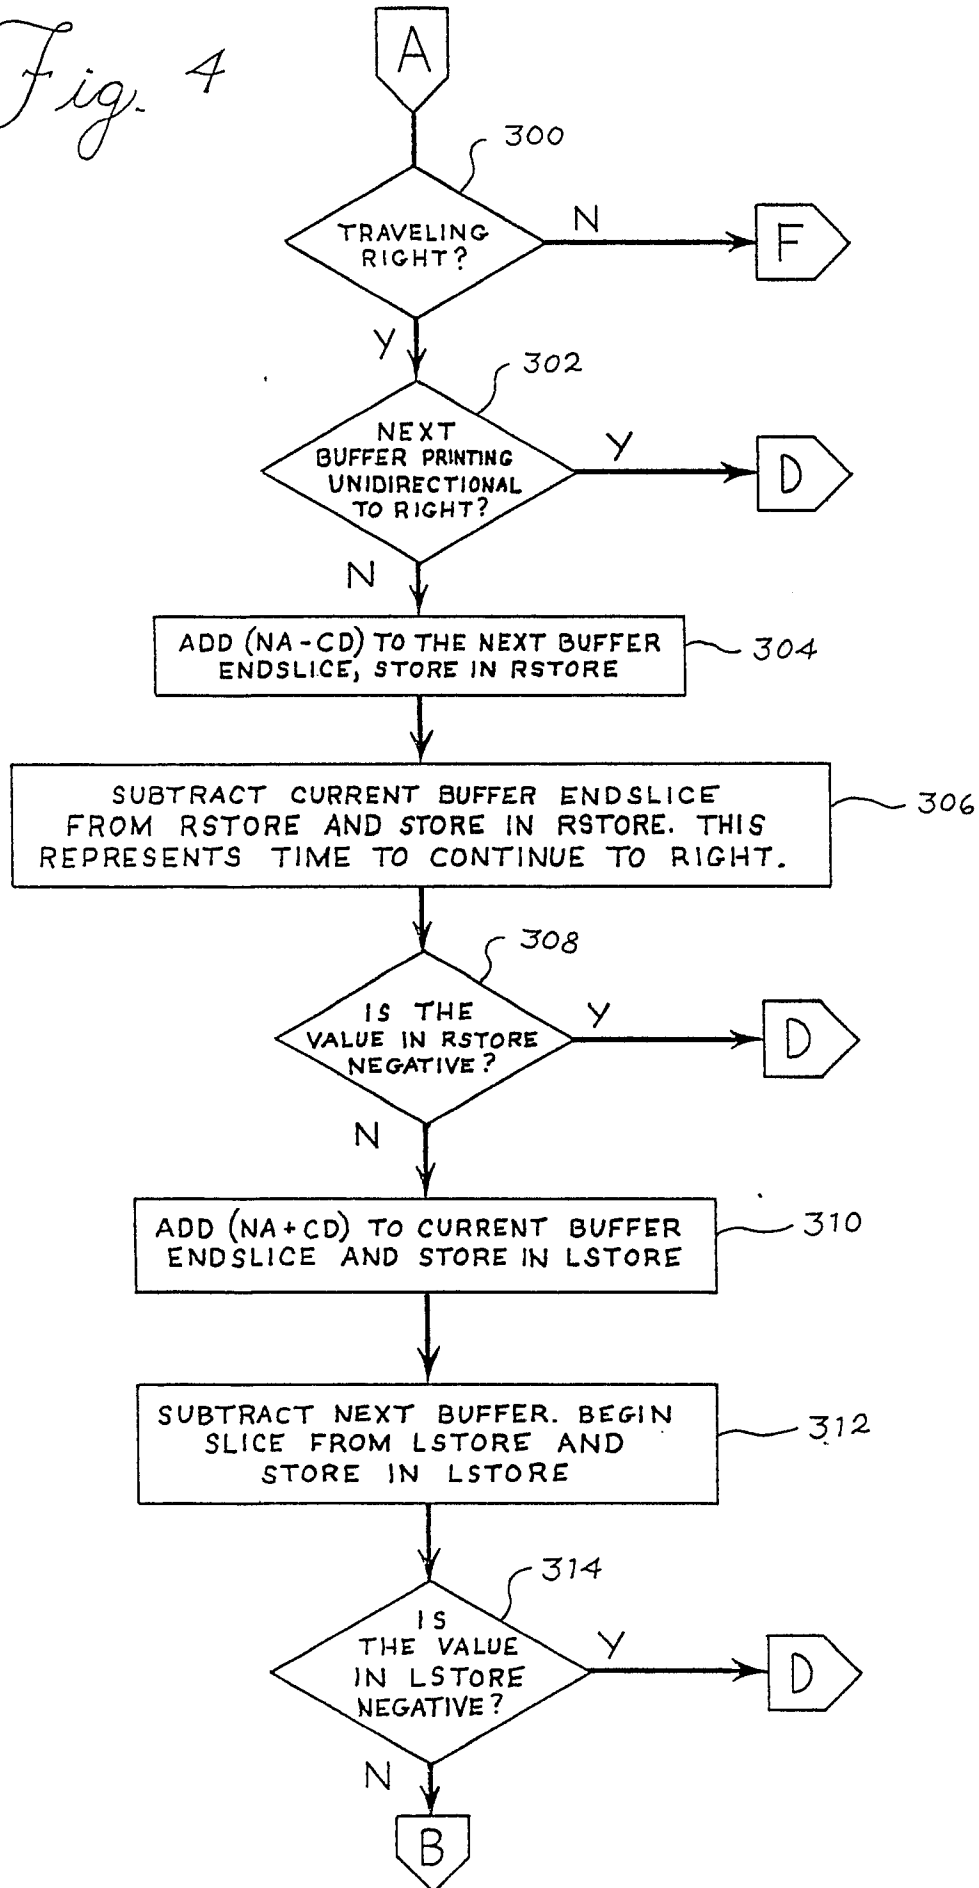 Fig. 4
A
300
TRAVELING
RIGHT?
N
F
Y
302
NEXT
BUFFER PRINTING
UNIDIRECTIONAL
TO RIGHT?
Y
D
N
ADD (NA-CD) TO THE NEXT BUFFER
ENDSLICE, STORE IN RSTORE
304
SUBTRACT CURRENT BUFFER ENDSLICE
FROM RSTORE AND STORE IN RSTORE. THIS
REPRESENTS TIME TO CONTINUE TO RIGHT.
306
308
IS THE
VALUE IN RSTORE
NEGATIVE?
Y
D
N
ADD (NA+CD) TO CURRENT BUFFER
ENDSLICE AND STORE IN LSTORE
310
SUBTRACT NEXT BUFFER. BEGIN
SLICE FROM LSTORE AND
STORE IN LSTORE
312
314
IS
THE VALUE
IN LSTORE
NEGATIVE?
Y
D
N
B